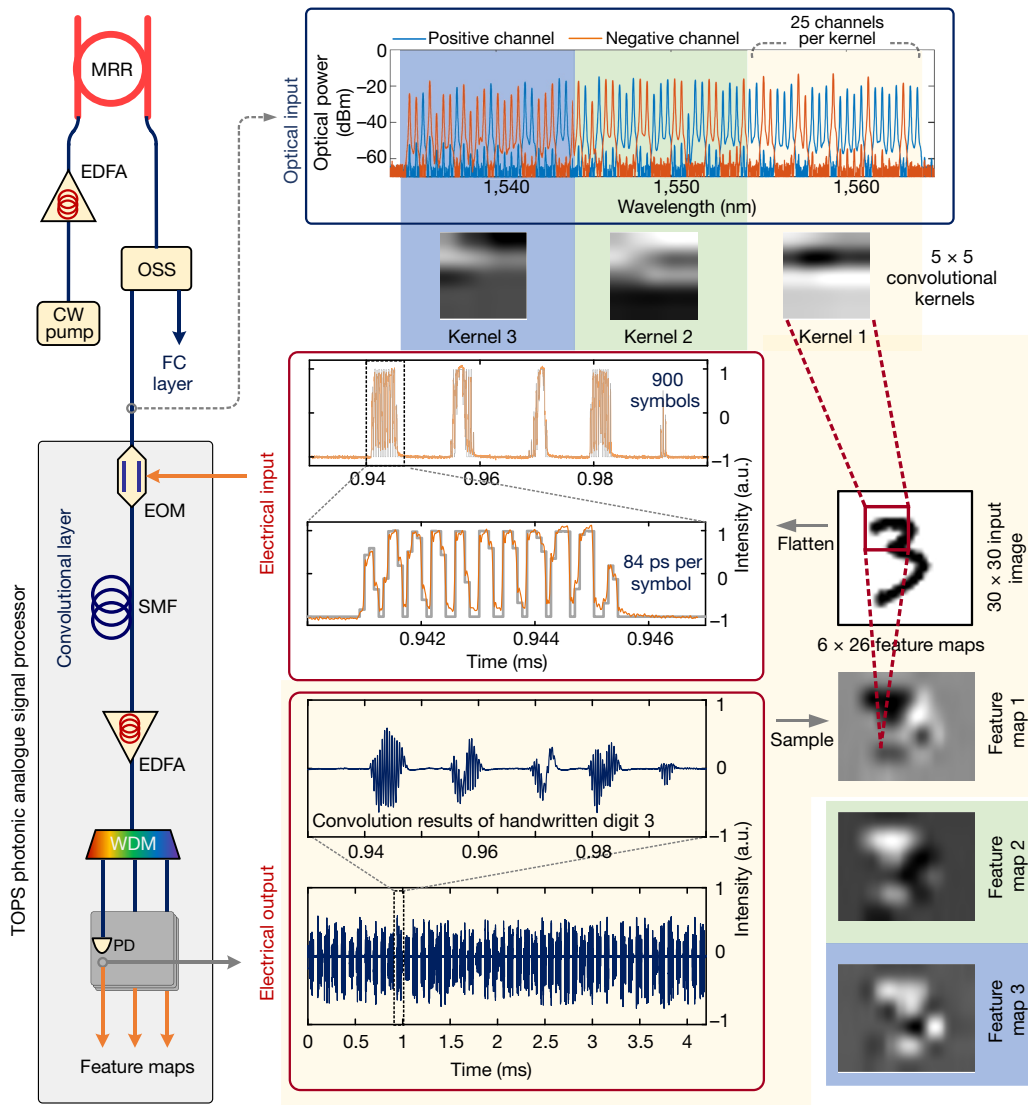 MRR
EDFA
OSS
CW
pump
FC
layer
Optical input
Optical power
(dBm)
Positive channel
Negative channel
25 channels
per kernel
0
−20
−40
−60
1,540
1,550
1,560
Wavelength (nm)
5 × 5
convolutional
kernels
Kernel 3
Kernel 2
Kernel 1
TOPS photonic analogue signal processor
Convolutional layer
EOM
SMF
EDFA
WDM
PD
Feature maps
Electrical input
900
symbols
1
0
−1
0.94
0.96
0.98
Intensity (a.u.)
84 ps per
symbol
1
0
−1
0.942
0.944
0.946
Time (ms)
Flatten
30 × 30 input
image
6 × 26 feature maps
Sample
Feature
map 1
Feature
map 2
Feature
map 3
Electrical output
1
0
−1
Convolution results of handwritten digit 3
0.94
0.96
0.98
Intensity (a.u.)
1
0
−1
0
0.5
1
1.5
2
2.5
3
3.5
4
Time (ms)
3